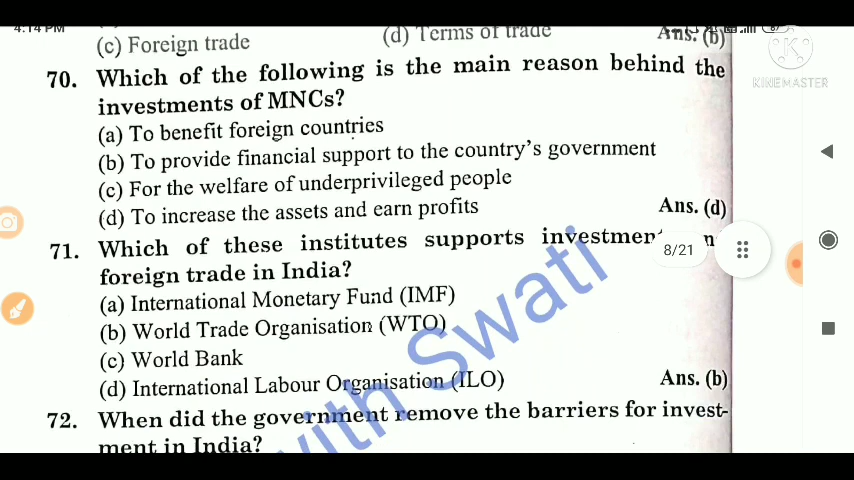 4:14 PM
(c) Foreign trade (d) Terms of trade Ans. (b)
KINEMASTER
70. Which of the following is the main reason behind the
investments of MNCs?
(a) To benefit foreign countries
(b) To provide financial support to the country's government
(c) For the welfare of underprivileged people
(d) To increase the assets and earn profits Ans. (d)
71. Which of these institutes supports investment
8/21
foreign trade in India?
(a) International Monetary Fund (IMF)
(b) World Trade Organisation (WTO)
(c) World Bank
(d) International Labour Organisation (ILO) Ans. (b)
with Swati
72. When did the government remove the barriers for invest-
ment in India?